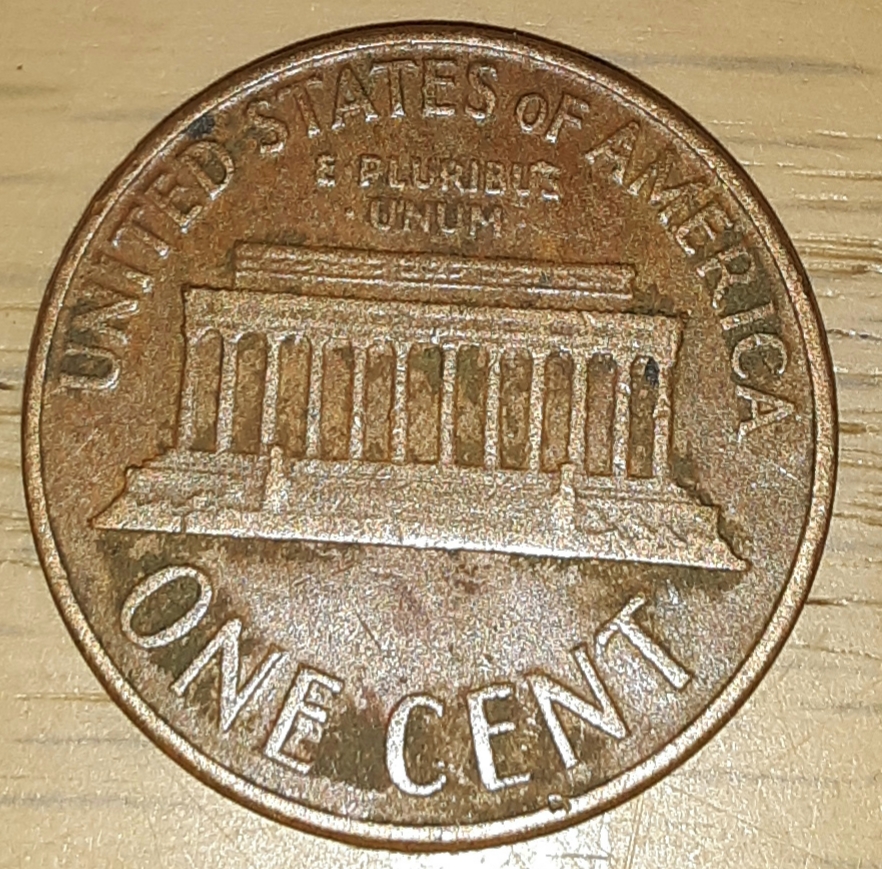 UNITED STATES OF AMERICA
E PLURIBUS
· UNUM ·
ONE CENT